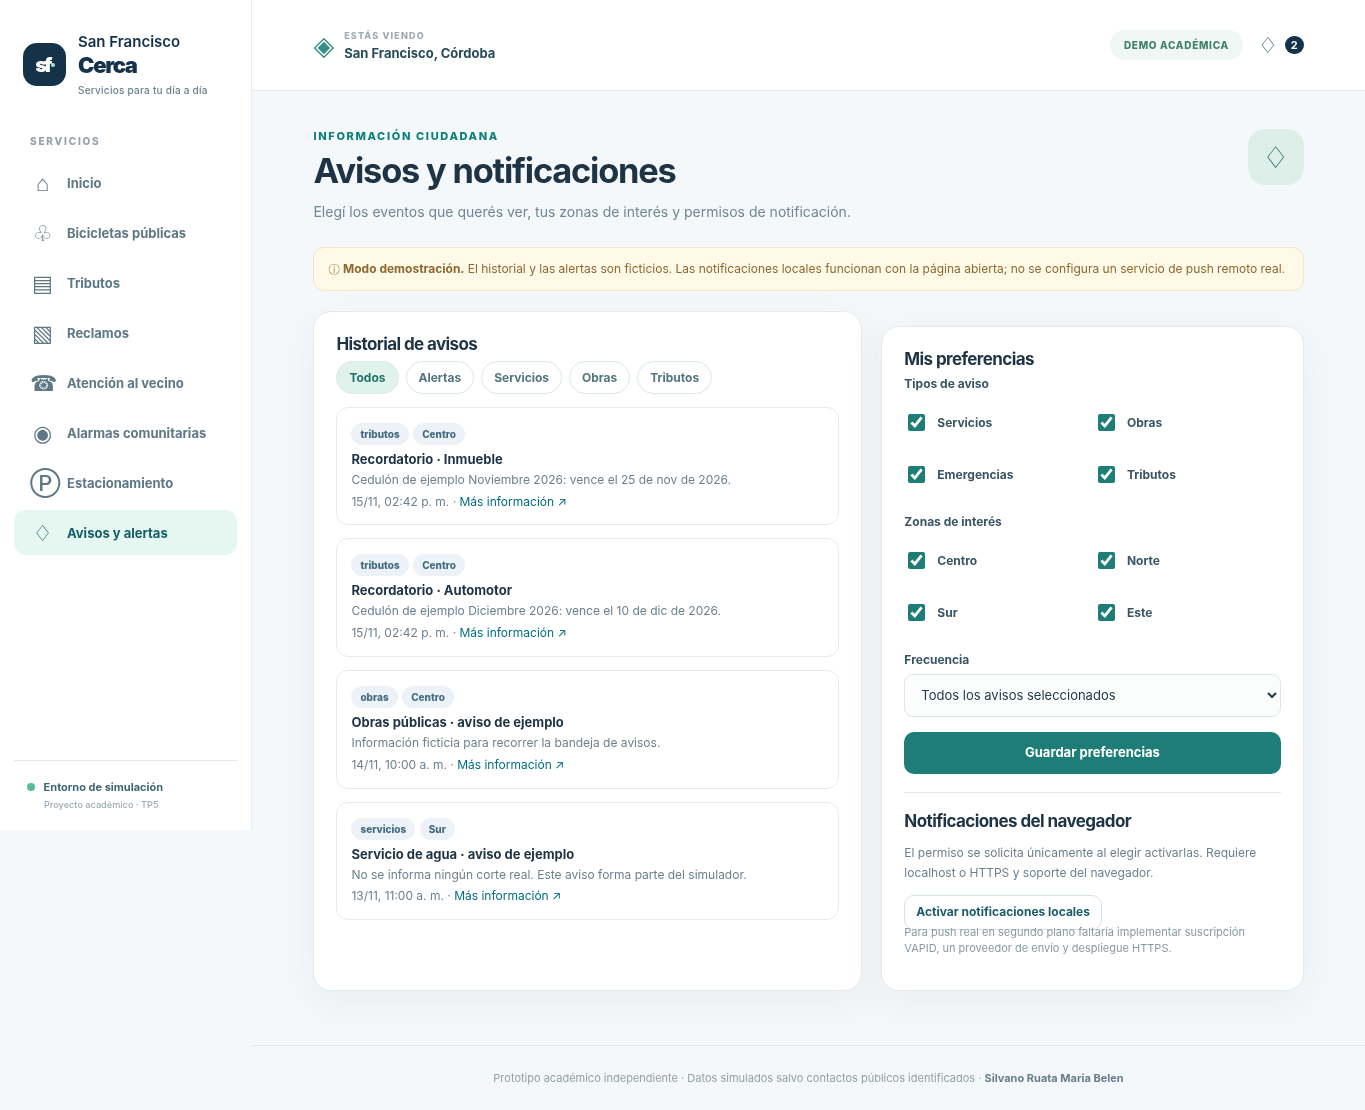 sf
San Francisco
Cerca
Servicios para tu día a día
SERVICIOS
Inicio
Bicicletas públicas
Tributos
Reclamos
Atención al vecino
Alarmas comunitarias
P Estacionamiento
Avisos y alertas
Entorno de simulación
Proyecto académico · TP5
ESTÁS VIENDO
San Francisco, Córdoba
DEMO ACADÉMICA
2
INFORMACIÓN CIUDADANA
Avisos y notificaciones
Elegí los eventos que querés ver, tus zonas de interés y permisos de notificación.
ⓘ Modo demostración. El historial y las alertas son ficticios. Las notificaciones locales funcionan con la página abierta; no se configura un servicio de push remoto real.
Historial de avisos
Todos Alertas Servicios Obras Tributos
tributos Centro
Recordatorio · Inmueble
Cedulón de ejemplo Noviembre 2026: vence el 25 de nov de 2026.
15/11, 02:42 p. m. · Más información ↗
tributos Centro
Recordatorio · Automotor
Cedulón de ejemplo Diciembre 2026: vence el 10 de dic de 2026.
15/11, 02:42 p. m. · Más información ↗
obras Centro
Obras públicas · aviso de ejemplo
Información ficticia para recorrer la bandeja de avisos.
14/11, 10:00 a. m. · Más información ↗
servicios Sur
Servicio de agua · aviso de ejemplo
No se informa ningún corte real. Este aviso forma parte del simulador.
13/11, 11:00 a. m. · Más información ↗
Mis preferencias
Tipos de aviso
Servicios Obras
Emergencias Tributos
Zonas de interés
Centro Norte
Sur Este
Frecuencia
Todos los avisos seleccionados
Guardar preferencias
Notificaciones del navegador
El permiso se solicita únicamente al elegir activarlas. Requiere
localhost o HTTPS y soporte del navegador.
Activar notificaciones locales
Para push real en segundo plano faltaría implementar suscripción
VAPID, un proveedor de envío y despliegue HTTPS.
Prototipo académico independiente · Datos simulados salvo contactos públicos identificados · Silvano Ruata Maria Belen